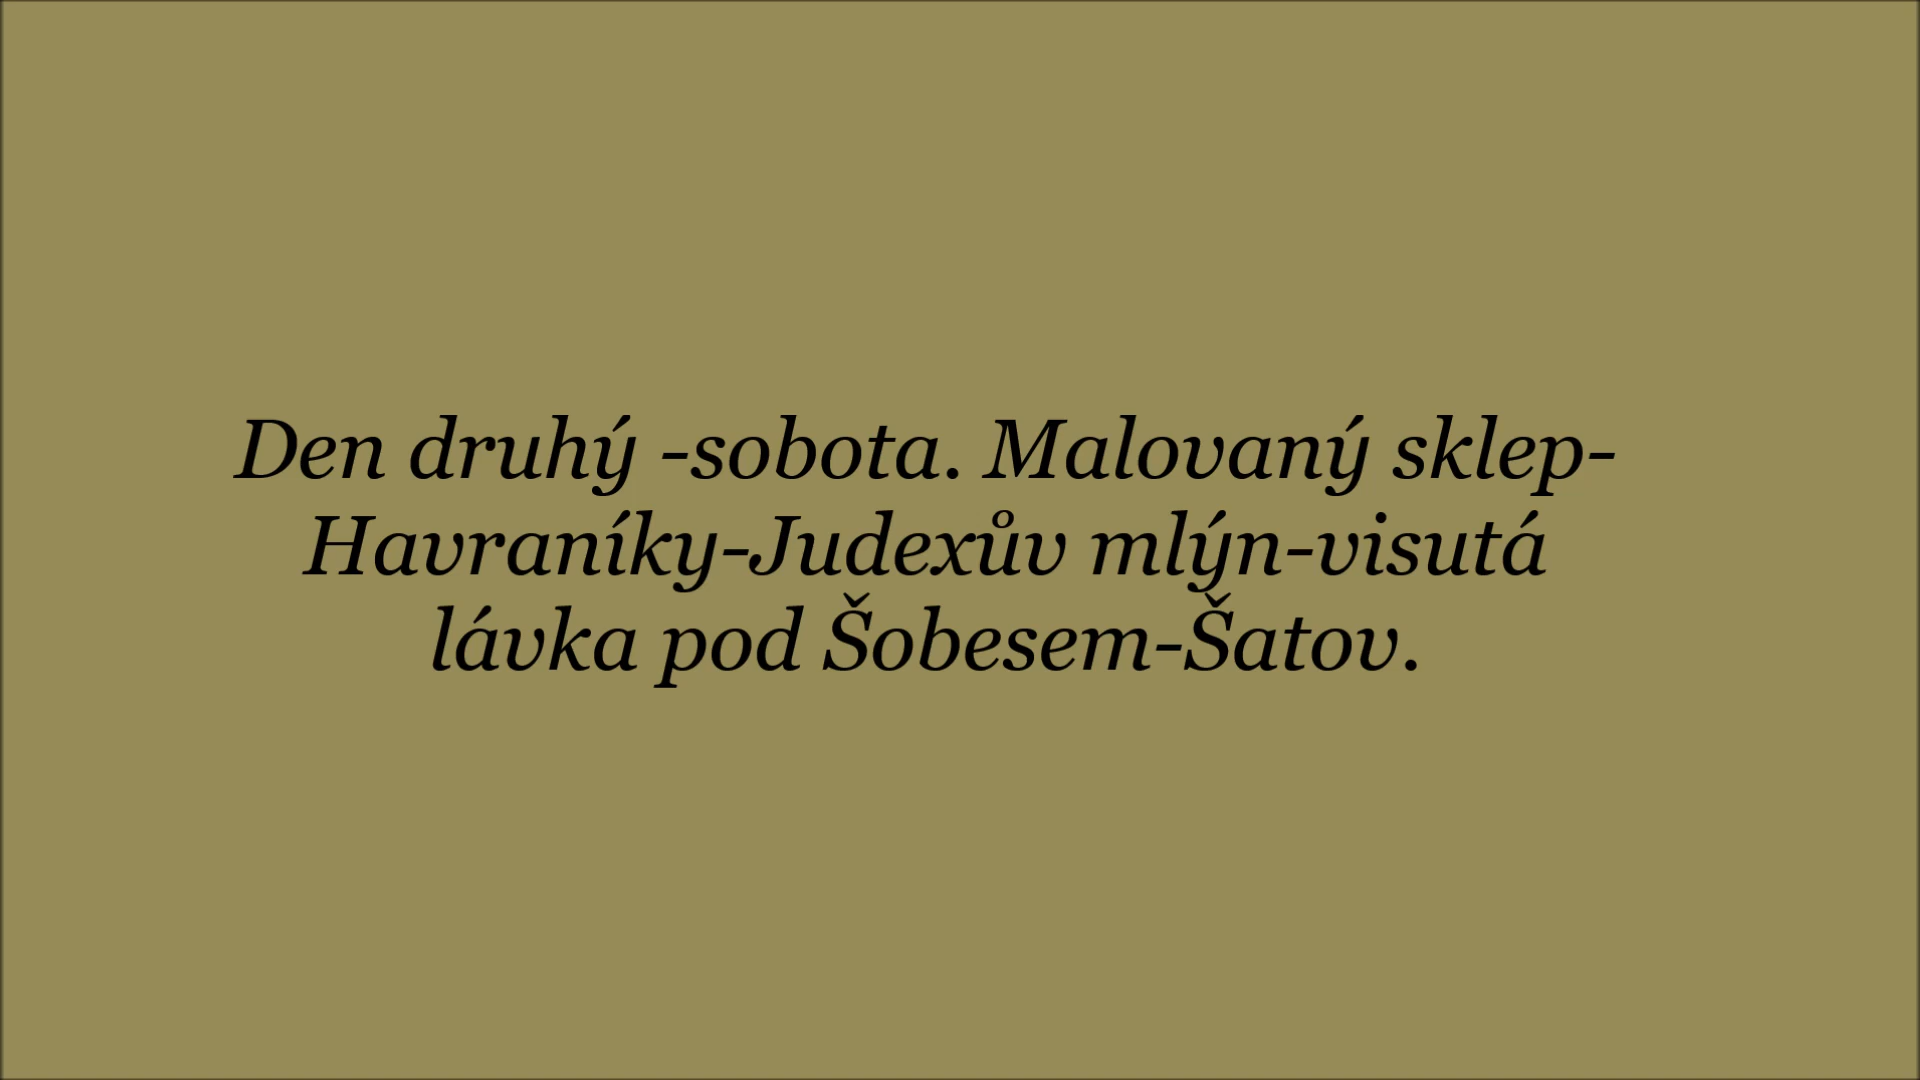 Den druhý -sobota. Malovaný sklep-
Havraníky-Judexův mlýn-visutá
lávka pod Šobesem-Šatov.